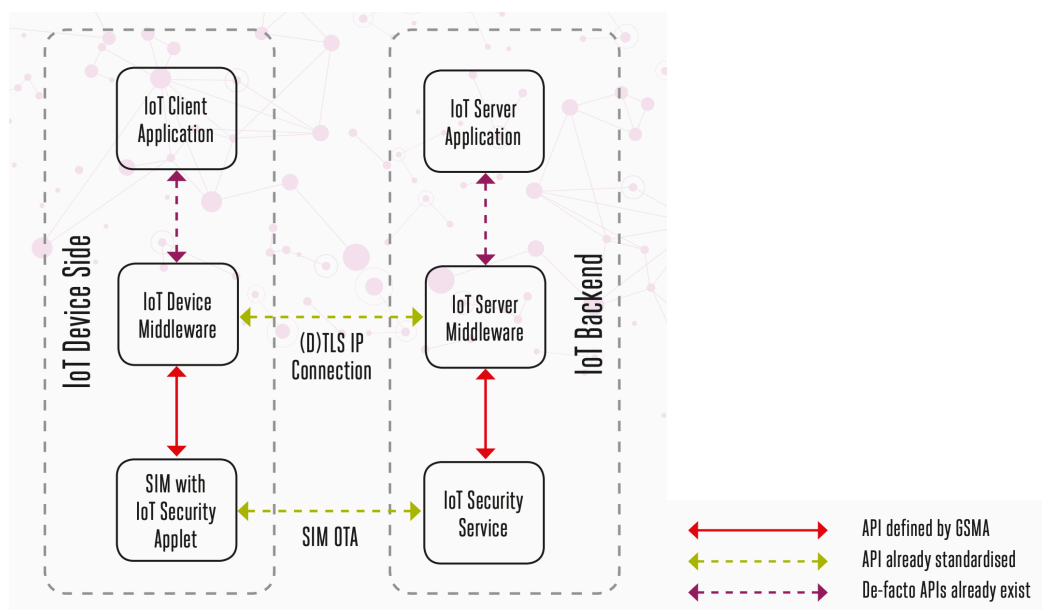 IoT Client
Application
IoT Server
Application
IoT Device Side
IoT Device
Middleware
(D)TLS IP
Connection
IoT Server
Middleware
IoT Backend
SIM with
IoT Security
Applet
SIM OTA
IoT Security
Service
API defined by GSMA
API already standardised
De-facto APIs already exist